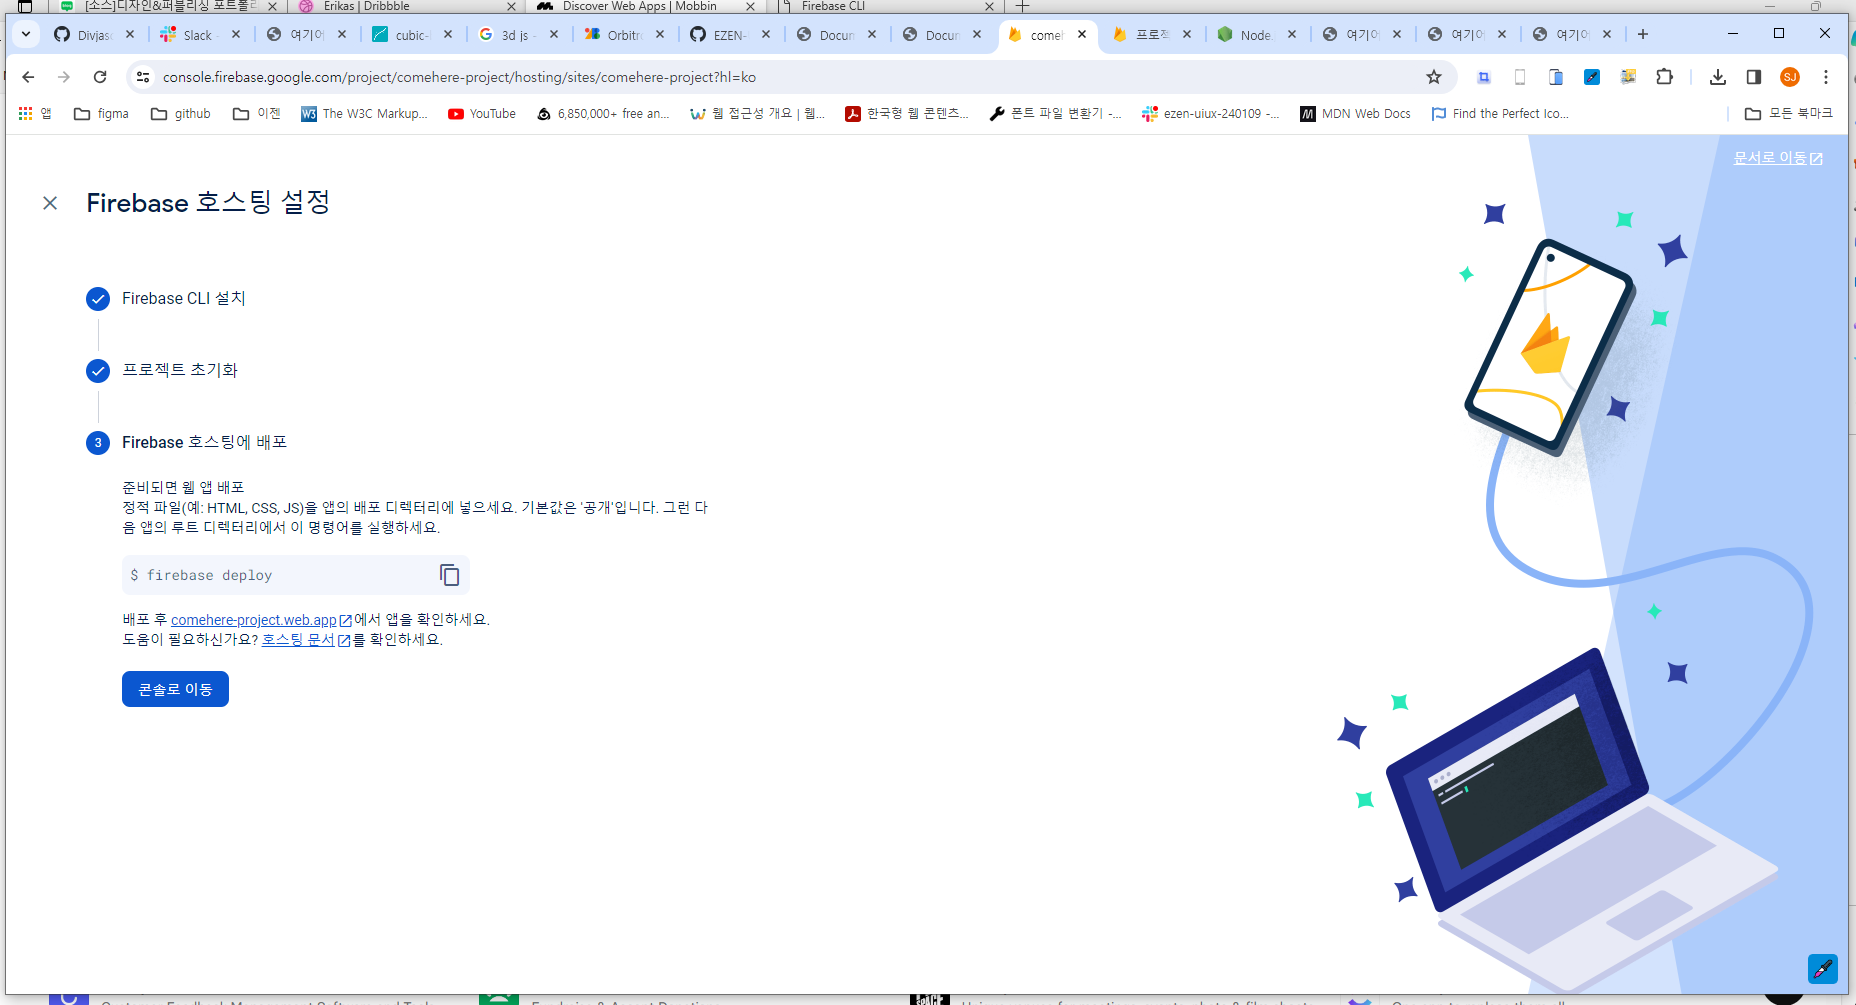 [소스]디자인&퍼블리싱 포트폴리
Erikas | Dribbble
Discover Web Apps | Mobbin
Firebase CLI
Divjaso
Slack -
여기어
cubic-
3d js -
Orbitro
EZEN-
Docum
Docum
comeh
프로젝
Node.
여기어
여기어
여기어
console.firebase.google.com/project/comehere-project/hosting/sites/comehere-project?hl=ko
SJ
앱
figma
github
이젠
The W3C Markup...
YouTube
6,850,000+ free an...
웹 접근성 개요 | 웹...
한국형 웹 콘텐츠...
폰트 파일 변환기 -...
ezen-uiux-240109 -...
MDN Web Docs
Find the Perfect Ico...
모든 북마크
문서로 이동
Firebase 호스팅 설정
Firebase CLI 설치
프로젝트 초기화
3 Firebase 호스팅에 배포
준비되면 웹 앱 배포
정적 파일(예: HTML, CSS, JS)을 앱의 배포 디렉터리에 넣으세요. 기본값은 '공개'입니다. 그런 다
음 앱의 루트 디렉터리에서 이 명령어를 실행하세요.
$ firebase deploy
배포 후 comehere-project.web.app에서 앱을 확인하세요.
도움이 필요하신가요? 호스팅 문서를 확인하세요.
콘솔로 이동